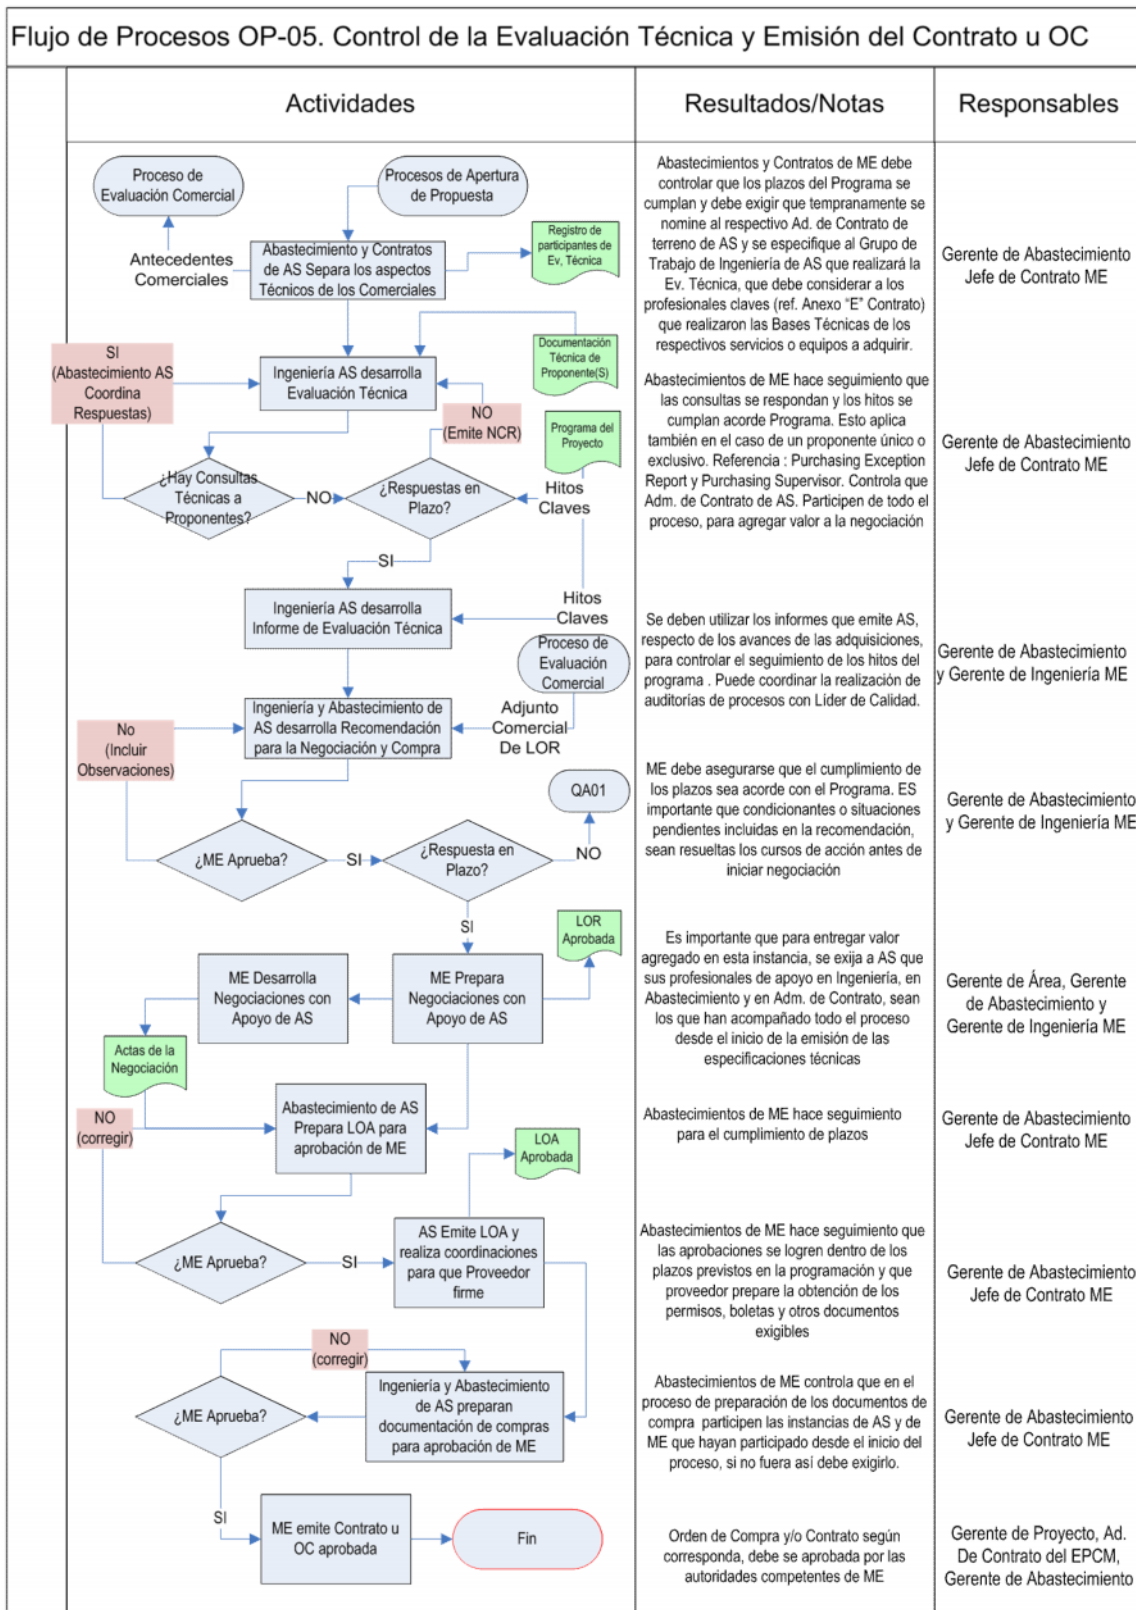 Flujo de Procesos OP-05. Control de la Evaluación Técnica y Emisión del Contrato u OC
Actividades
Resultados/Notas
Responsables
Proceso de
Evaluación Comercial
Procesos de Apertura
de Propuesta
Antecedentes
Comerciales
Abastecimiento y Contratos
de AS Separa los aspectos
Técnicos de los Comerciales
Registro de
participantes de
Ev, Técnica
Abastecimientos y Contratos de ME debe
controlar que los plazos del Programa se
cumplan y debe exigir que tempranamente se
nomine al respectivo Ad. de Contrato de
terreno de AS y se especifique al Grupo de
Trabajo de Ingeniería de AS que realizará la
Ev. Técnica, que debe considerar a los
profesionales claves (ref. Anexo “E” Contrato)
que realizaron las Bases Técnicas de los
respectivos servicios o equipos a adquirir.
Gerente de Abastecimiento
Jefe de Contrato ME
SI
(Abastecimiento AS
Coordina
Respuestas)
Ingeniería AS desarrolla
Evaluación Técnica
Documentación
Técnica de
Proponente(S)
NO
(Emite NCR)
Programa del
Proyecto
¿Hay Consultas
Técnicas a
Proponentes?
NO
¿Respuestas en
Plazo?
Hitos
Claves
SI
Abastecimientos de ME hace seguimiento que
las consultas se respondan y los hitos se
cumplan acorde Programa. Esto aplica
también en el caso de un proponente único o
exclusivo. Referencia : Purchasing Exception
Report y Purchasing Supervisor. Controla que
Adm. de Contrato de AS. Participen de todo el
proceso, para agregar valor a la negociación
Gerente de Abastecimiento
Jefe de Contrato ME
Ingeniería AS desarrolla
Informe de Evaluación Técnica
Hitos
Claves
Proceso de
Evaluación
Comercial
Se deben utilizar los informes que emite AS,
respecto de los avances de las adquisiciones,
para controlar el seguimiento de los hitos del
programa . Puede coordinar la realización de
auditorías de procesos con Líder de Calidad.
Gerente de Abastecimiento
y Gerente de Ingeniería ME
No
(Incluir
Observaciones)
Ingeniería y Abastecimiento de
AS desarrolla Recomendación
para la Negociación y Compra
Adjunto
Comercial
De LOR
¿ME Aprueba?
SI
¿Respuesta en
Plazo?
QA01
NO
SI
ME debe asegurarse que el cumplimiento de
los plazos sea acorde con el Programa. ES
importante que condicionantes o situaciones
pendientes incluidas en la recomendación,
sean resueltas los cursos de acción antes de
iniciar negociación
Gerente de Abastecimiento
y Gerente de Ingeniería ME
ME Desarrolla
Negociaciones con
Apoyo de AS
ME Prepara
Negociaciones con
Apoyo de AS
LOR
Aprobada
Actas de la
Negociación
Es importante que para entregar valor
agregado en esta instancia, se exija a AS que
sus profesionales de apoyo en Ingeniería, en
Abastecimiento y en Adm. de Contrato, sean
los que han acompañado todo el proceso
desde el inicio de la emisión de las
especificaciones técnicas
Gerente de Área, Gerente
de Abastecimiento y
Gerente de Ingeniería ME
NO
(corregir)
Abastecimiento de AS
Prepara LOA para
aprobación de ME
LOA
Aprobada
Abastecimientos de ME hace seguimiento
para el cumplimiento de plazos
Gerente de Abastecimiento
Jefe de Contrato ME
¿ME Aprueba?
SI
AS Emite LOA y
realiza coordinaciones
para que Proveedor
firme
Abastecimientos de ME hace seguimiento que
las aprobaciones se logren dentro de los
plazos previstos en la programación y que
proveedor prepare la obtención de los
permisos, boletas y otros documentos
exigibles
Gerente de Abastecimiento
Jefe de Contrato ME
NO
(corregir)
¿ME Aprueba?
Ingeniería y Abastecimiento
de AS preparan
documentación de compras
para aprobación de ME
Abastecimientos de ME controla que en el
proceso de preparación de los documentos de
compra participen las instancias de AS y de
ME que hayan participado desde el inicio del
proceso, si no fuera así debe exigirlo.
Gerente de Abastecimiento
Jefe de Contrato ME
SI
ME emite Contrato u
OC aprobada
Fin
Orden de Compra y/o Contrato según
corresponda, debe se aprobada por las
autoridades competentes de ME
Gerente de Proyecto, Ad.
De Contrato del EPCM,
Gerente de Abastecimiento